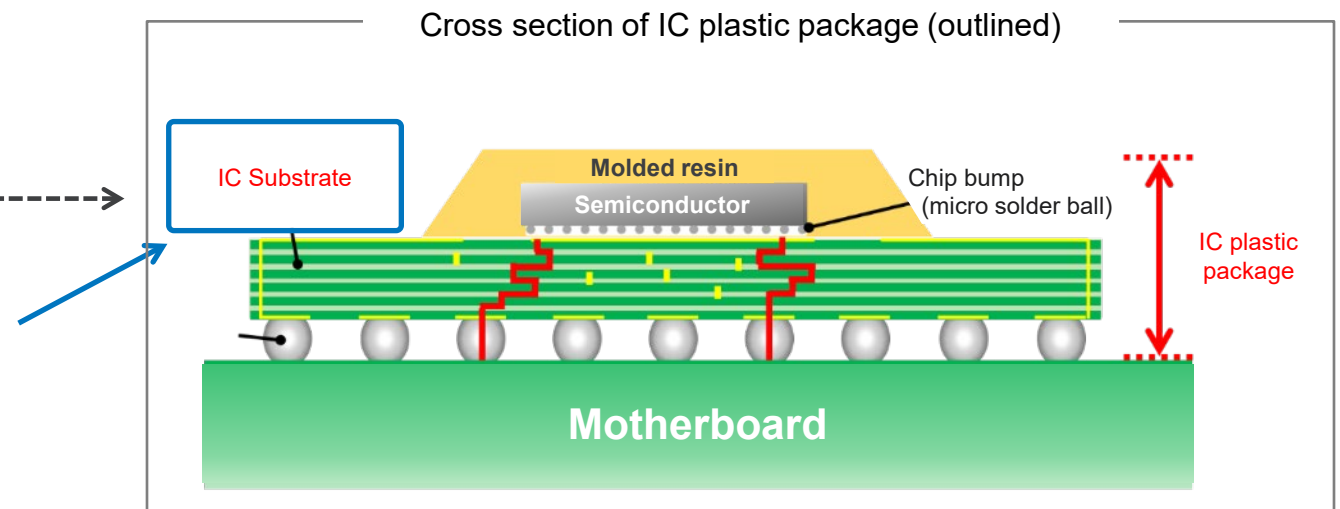 Cross section of IC plastic package (outlined)
IC Substrate
Molded resin
Semiconductor
Chip bump
(micro solder ball)
IC plastic
package
Motherboard